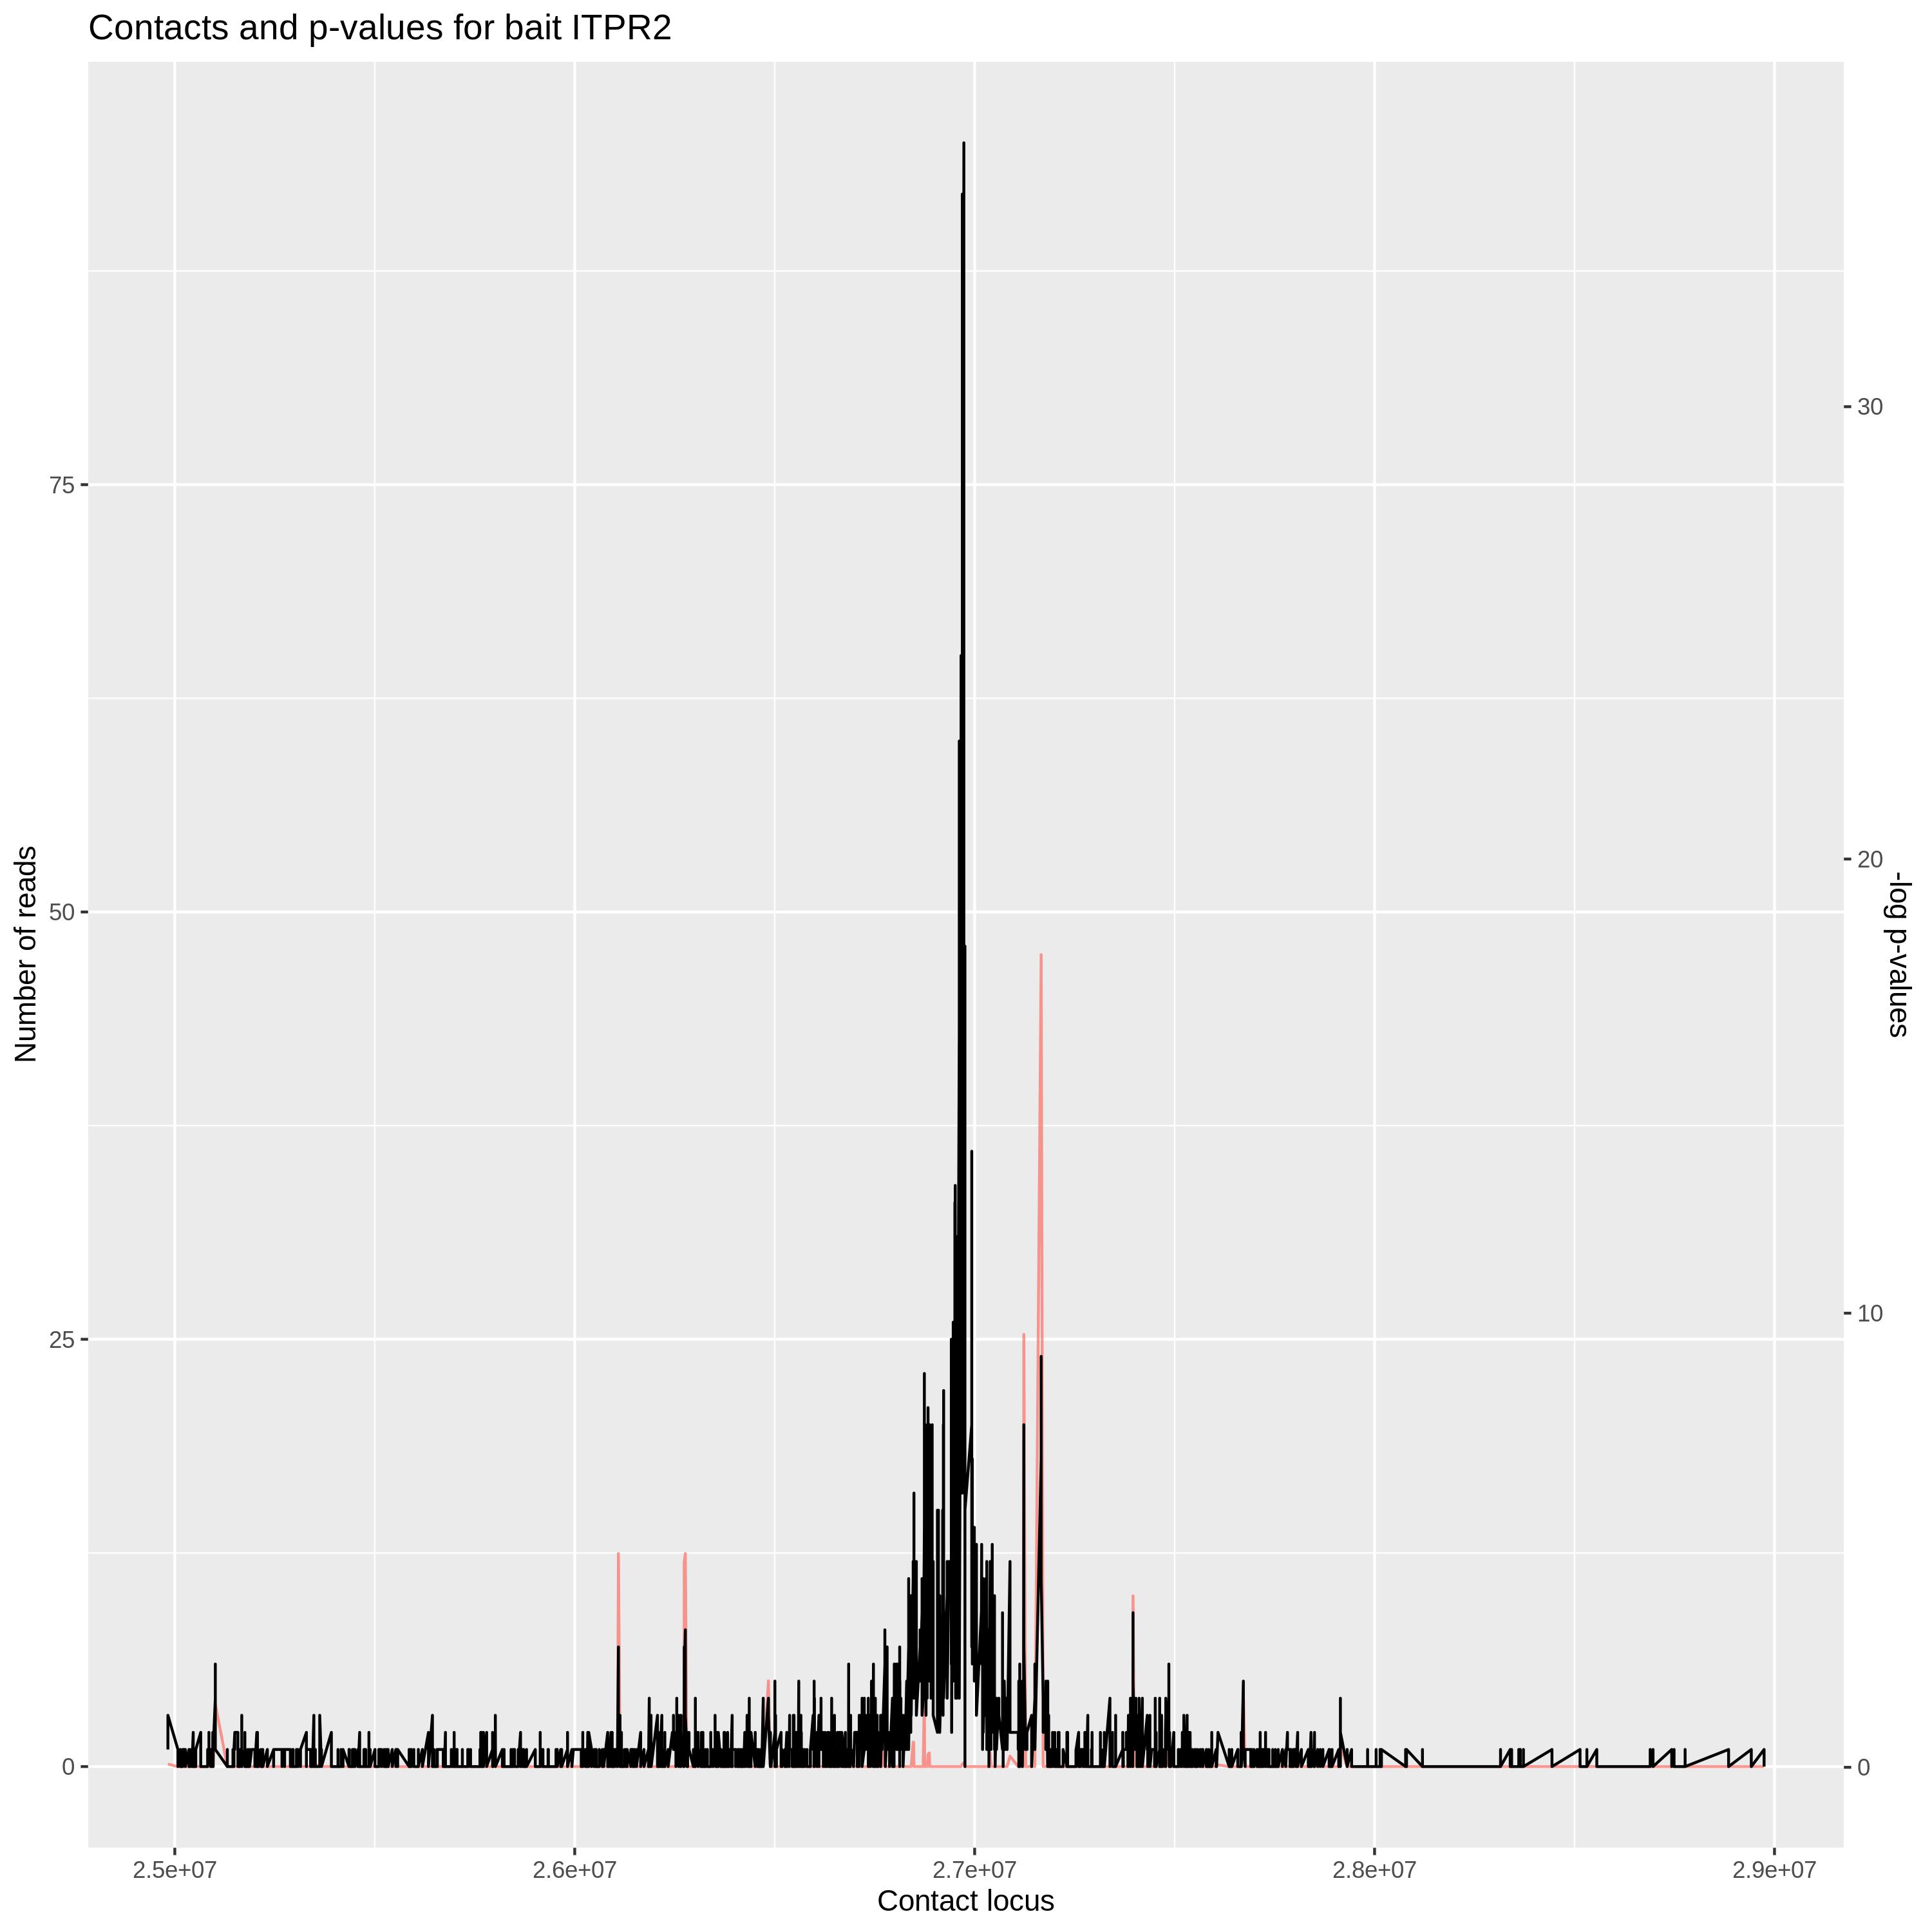 Contacts and p-values for bait ITPR2
Number of reads
75
50
25
0
30
20
10
0
-log p-values
2.5e+07
2.6e+07
2.7e+07
2.8e+07
2.9e+07
Contact locus